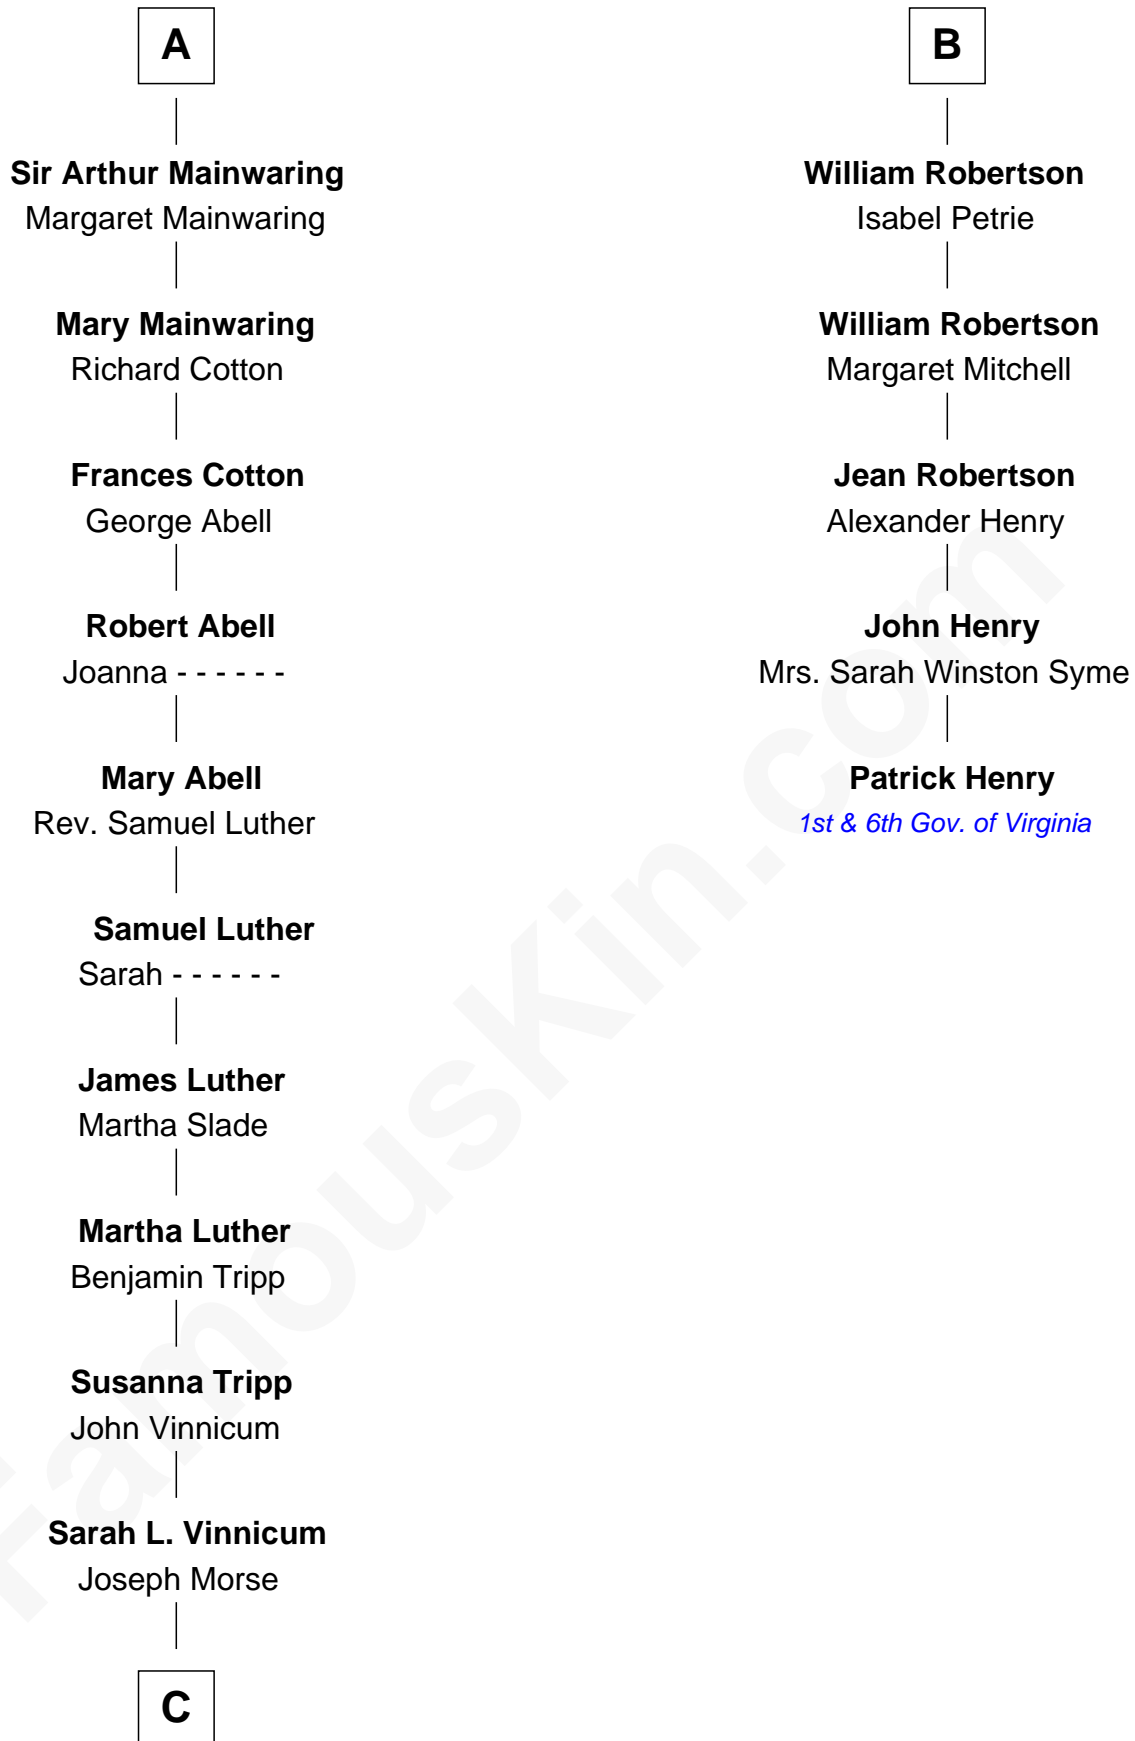 A
Sir Arthur Mainwaring
Margaret Mainwaring
Mary Mainwaring
Richard Cotton
Frances Cotton
George Abell
Robert Abell
Joanna - - - - - -
Mary Abell
Rev. Samuel Luther
Samuel Luther
Sarah - - - - - -
James Luther
Martha Slade
Martha Luther
Benjamin Tripp
Susanna Tripp
John Vinnicum
Sarah L. Vinnicum
Joseph Morse
C
B
William Robertson
Isabel Petrie
William Robertson
Margaret Mitchell
Jean Robertson
Alexander Henry
John Henry
Mrs. Sarah Winston Syme
Patrick Henry
1st & 6th Gov. of Virginia
FamousKin.com